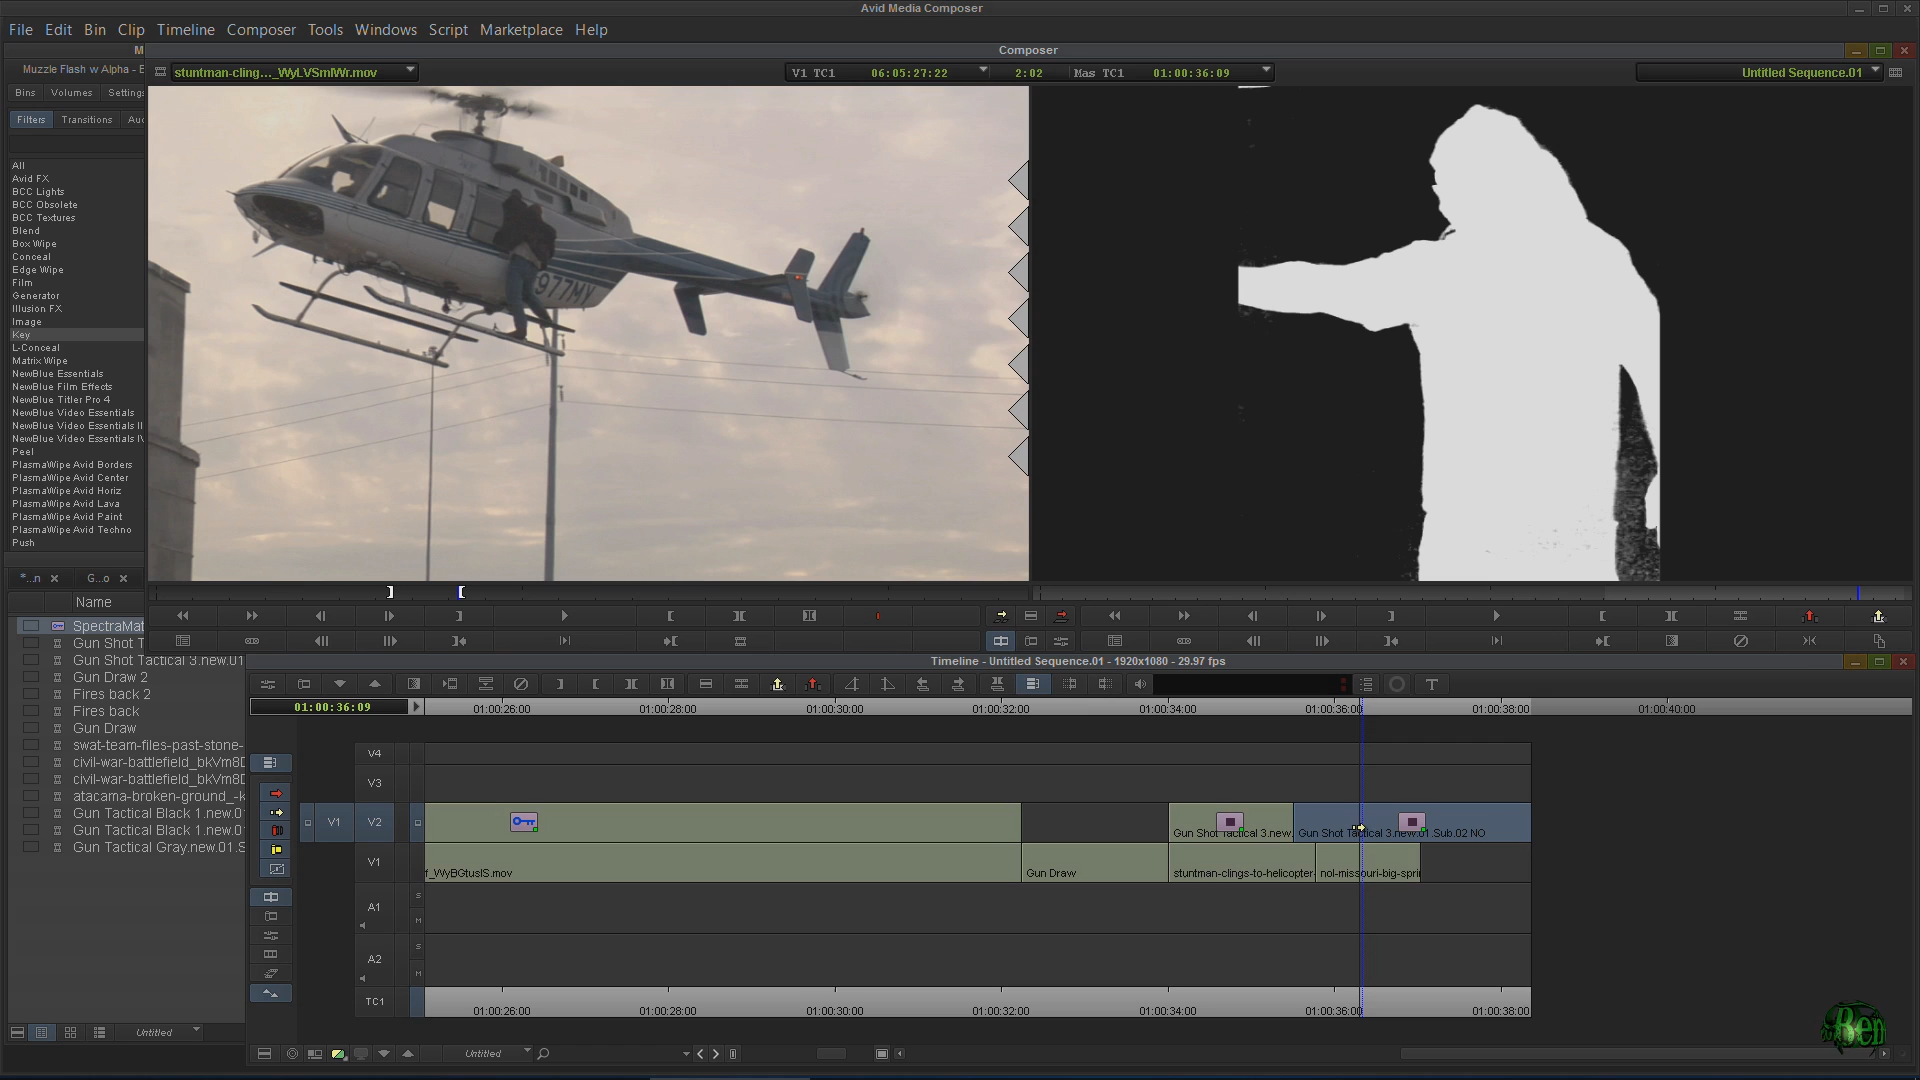 Avid Media Composer
File Edit Bin Clip Timeline Composer Tools Windows Script Marketplace Help
M
Composer
Muzzle Flash w Alpha - E
stuntman-cling..._WyLVSmlWr.mov
V1 TC1 06:05:27:22 2:02 Mas TC1 01:00:36:09
Untitled Sequence.01
Bins Volumes Settings
Filters Transitions Au
All
Avid FX
BCC Lights
BCC Obsolete
BCC Textures
Blend
Box Wipe
Conceal
Edge Wipe
Film
Generator
Illusion FX
Image
Key
L-Conceal
Matrix Wipe
NewBlue Essentials
NewBlue Film Effects
NewBlue Titler Pro 4
NewBlue Video Essentials
NewBlue Video Essentials II
NewBlue Video Essentials IV
Peel
PlasmaWipe Avid Borders
PlasmaWipe Avid Center
PlasmaWipe Avid Horiz
PlasmaWipe Avid Lava
PlasmaWipe Avid Paint
PlasmaWipe Avid Techno
Push
977MY
*...n G...o
Name
SpectraMat
Gun Shot T
Gun Shot Tactical 3.new.01
Gun Draw 2
Fires back 2
Fires back
Gun Draw
swat-team-files-past-stone-
civil-war-battlefield_bkVm8D
civil-war-battlefield_bkVm8D
atacama-broken-ground_-k
Gun Tactical Black 1.new.0
Gun Tactical Black 1.new.0
Gun Tactical Gray.new.01.S
Untitled
Timeline - Untitled Sequence.01 - 1920x1080 - 29.97 fps
T
01:00:36:09
01:00:26:00 01:00:28:00 01:00:30:00 01:00:32:00 01:00:34:00 01:00:36:00 01:00:38:00 01:00:40:00
V4
V3
V1 V2
Gun Shot Tactical 3.new. Gun Shot Tactical 3.new.01.Sub.02 NO
V1
f_WyBGtusIS.mov Gun Draw stuntman-clings-to-helicopter- nol-missouri-big-sprin
A1 S M
A2 S M
TC1
01:00:26:00 01:00:28:00 01:00:30:00 01:00:32:00 01:00:34:00 01:00:36:00 01:00:38:00
Untitled
Ben